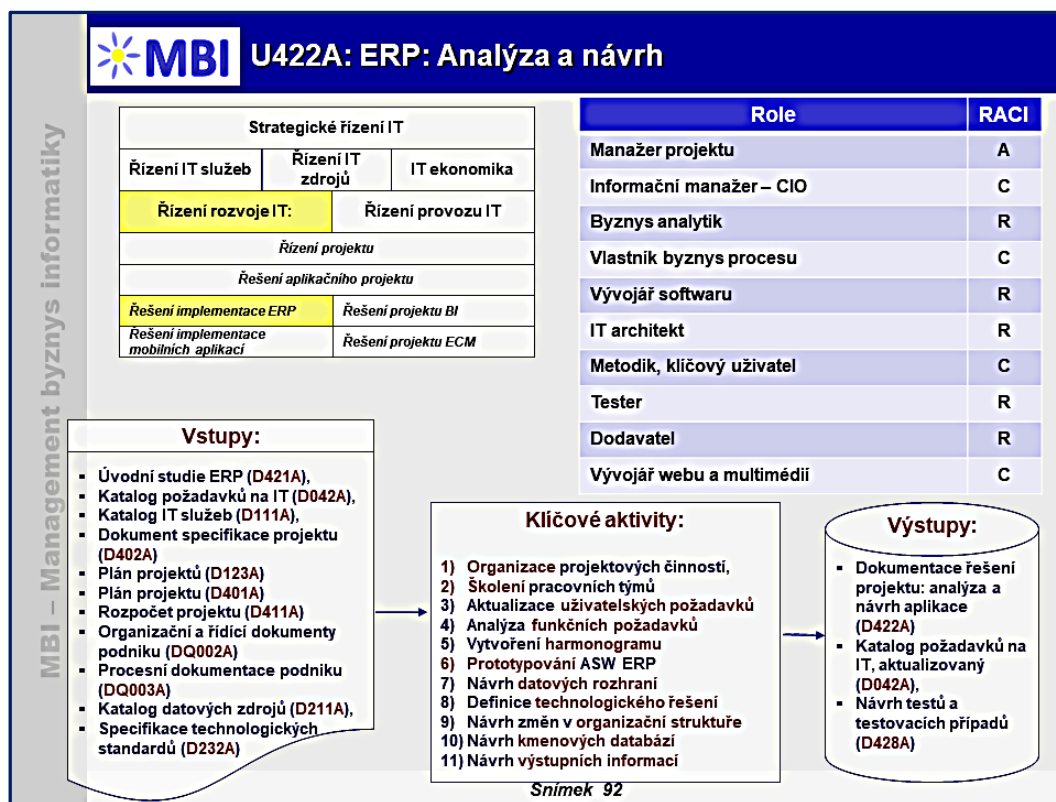 MBI
U422A: ERP: Analýza a návrh
MBI – Management byznys informatiky
Strategické řízení IT
Řízení IT služeb
Řízení IT
zdrojů
IT ekonomika
Řízení rozvoje IT:
Řízení provozu IT
Řízení projektu
Řešení aplikačního projektu
Řešení implementace ERP
Řešení projektu BI
Řešení implementace
mobilních aplikací
Řešení projektu ECM
Role RACI
Manažer projektu A
Informační manažer – CIO C
Byznys analytik R
Vlastník byznys procesu C
Vývojář softwaru R
IT architekt R
Metodik, klíčový uživatel C
Tester R
Dodavatel R
Vývojář webu a multimédií C
Vstupy:
▪ Úvodní studie ERP (D421A),
▪ Katalog požadavků na IT (D042A),
▪ Katalog IT služeb (D111A),
▪ Dokument specifikace projektu
(D402A)
▪ Plán projektů (D123A)
▪ Plán projektu (D401A)
▪ Rozpočet projektu (D411A)
▪ Organizační a řídící dokumenty
podniku (DQ002A)
▪ Procesní dokumentace podniku
(DQ003A)
▪ Katalog datových zdrojů (D211A),
▪ Specifikace technologických
standardů (D232A)
Klíčové aktivity:
1) Organizace projektových činností,
2) Školení pracovních týmů
3) Aktualizace uživatelských požadavků
4) Analýza funkčních požadavků
5) Vytvoření harmonogramu
6) Prototypování ASW ERP
7) Návrh datových rozhraní
8) Definice technologického řešení
9) Návrh změn v organizační struktuře
10) Návrh kmenových databází
11) Návrh výstupních informací
Výstupy:
▪ Dokumentace řešení
projektu: analýza a
návrh aplikace
(D422A)
▪ Katalog požadavků na
IT, aktualizovaný
(D042A),
▪ Návrh testů a
testovacích případů
(D428A)
Snímek 92